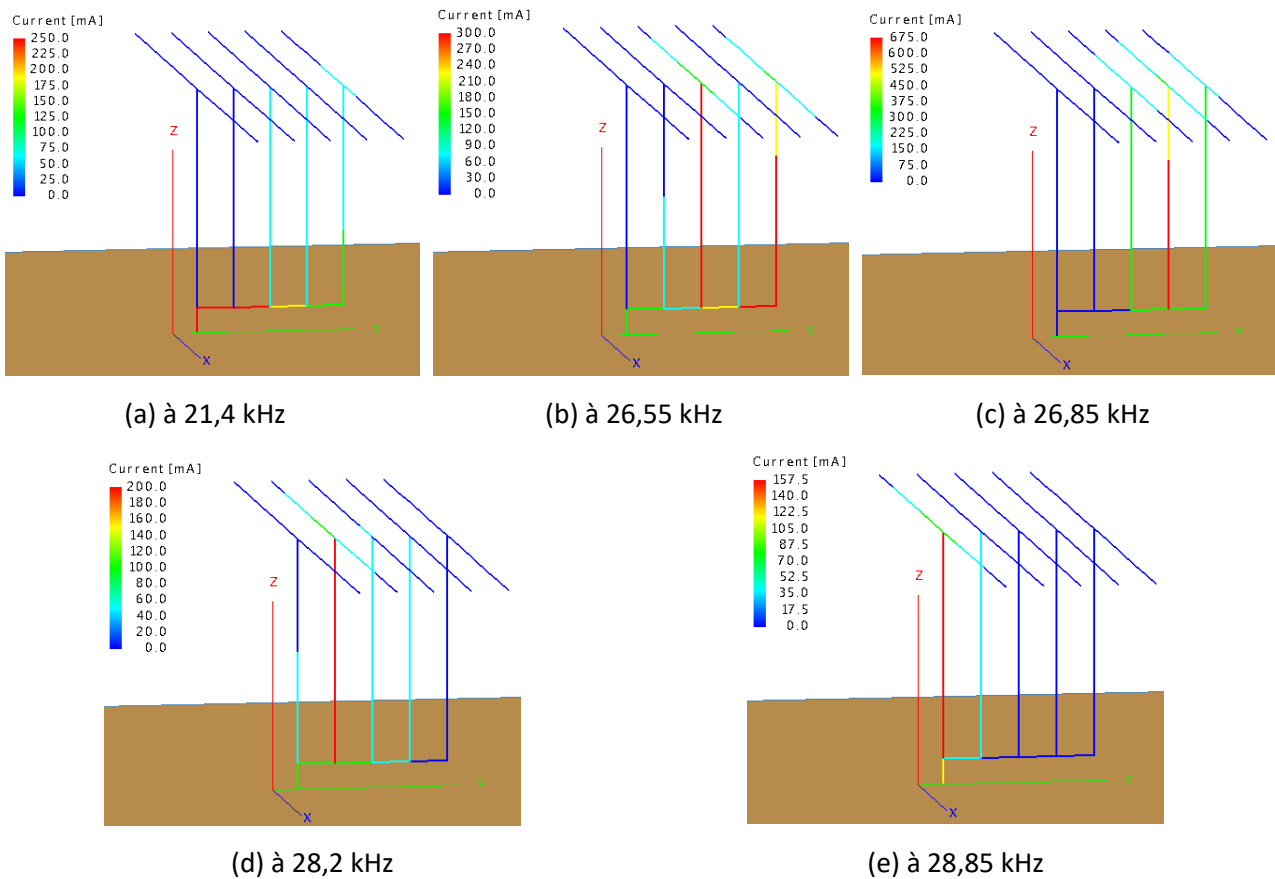 Current [mA]
250.0
225.0
200.0
175.0
150.0
125.0
100.0
75.0
50.0
25.0
0.0
Z
Y
X
(a) à 21,4 kHz
Current [mA]
300.0
270.0
240.0
210.0
180.0
150.0
120.0
90.0
60.0
30.0
0.0
Z
Y
X
(b) à 26,55 kHz
Current [mA]
675.0
600.0
525.0
450.0
375.0
300.0
225.0
150.0
75.0
0.0
Z
Y
X
(c) à 26,85 kHz
Current [mA]
200.0
180.0
160.0
140.0
120.0
100.0
80.0
60.0
40.0
20.0
0.0
Z
Y
X
(d) à 28,2 kHz
Current [mA]
157.5
140.0
122.5
105.0
87.5
70.0
52.5
35.0
17.5
0.0
Z
Y
X
(e) à 28,85 kHz